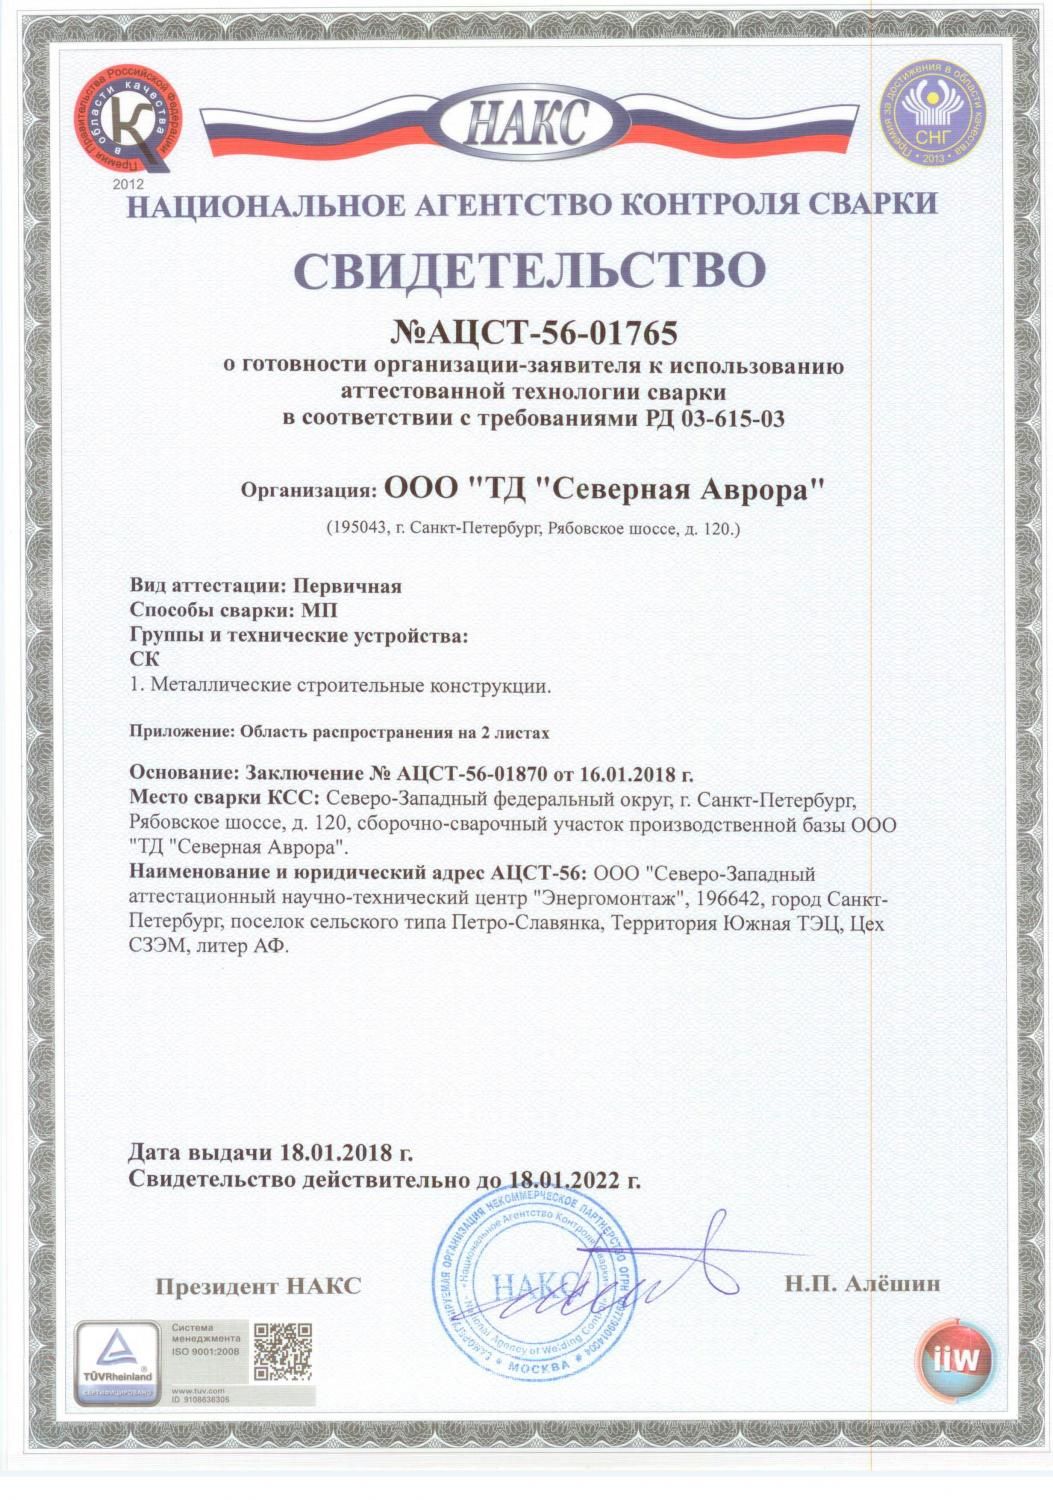 Премия Правительства Российской Федерации
в области качества
2012
НАКС
Премия за достижения в области качества
СНГ
2013
НАЦИОНАЛЬНОЕ АГЕНТСТВО КОНТРОЛЯ СВАРКИ
СВИДЕТЕЛЬСТВО
№АЦСТ-56-01765
о готовности организации-заявителя к использованию
аттестованной технологии сварки
в соответствии с требованиями РД 03-615-03
Организация: ООО "ТД "Северная Аврора"
(195043, г. Санкт-Петербург, Рябовское шоссе, д. 120.)
Вид аттестации: Первичная
Способы сварки: МП
Группы и технические устройства:
СК
1. Металлические строительные конструкции.
Приложение: Область распространения на 2 листах
Основание: Заключение № АЦСТ-56-01870 от 16.01.2018 г.
Место сварки КСС: Северо-Западный федеральный округ, г. Санкт-Петербург,
Рябовское шоссе, д. 120, сборочно-сварочный участок производственной базы ООО
"ТД "Северная Аврора".
Наименование и юридический адрес АЦСТ-56: ООО "Северо-Западный
аттестационный научно-технический центр "Энергомонтаж", 196642, город Санкт-
Петербург, поселок сельского типа Петро-Славянка, Территория Южная ТЭЦ, Цех
СЗЭМ, литер АФ.
Дата выдачи 18.01.2018 г.
Свидетельство действительно до 18.01.2022 г.
САМОРЕГУЛИРУЕМАЯ ОРГАНИЗАЦИЯ НЕКОММЕРЧЕСКОЕ ПАРТНЕРСТВО ОГРН
Национальное Агентство Контроля Сварки
НАКС
National Agency of Welding Control
МОСКВА
Президент НАКС
Н.П. Алёшин
TÜVRheinland
СЕРТИФИЦИРОВАНО
Система
менеджмента
ISO 9001:2008
www.tuv.com
ID 9108636305
iiw